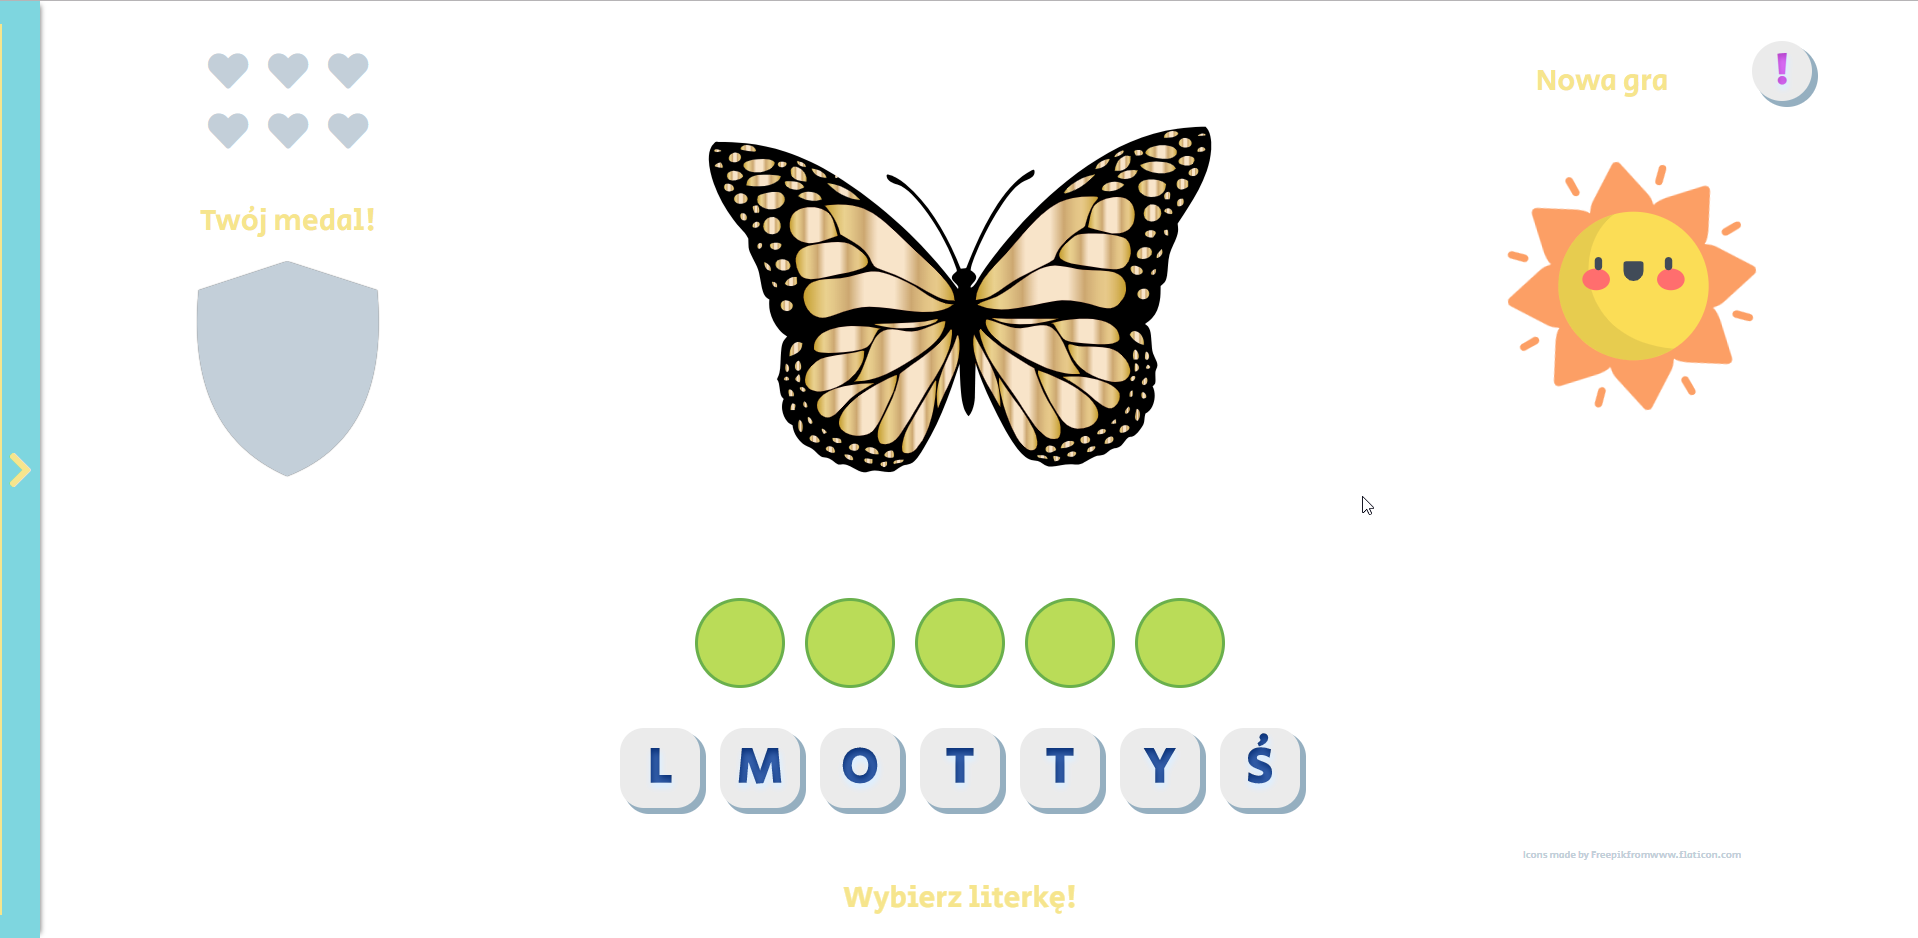 Nowa gra
!
Twój medal!
L M O T T Y Ś
Icons made by Freepikfromwww.flaticon.com
Wybierz literkę!